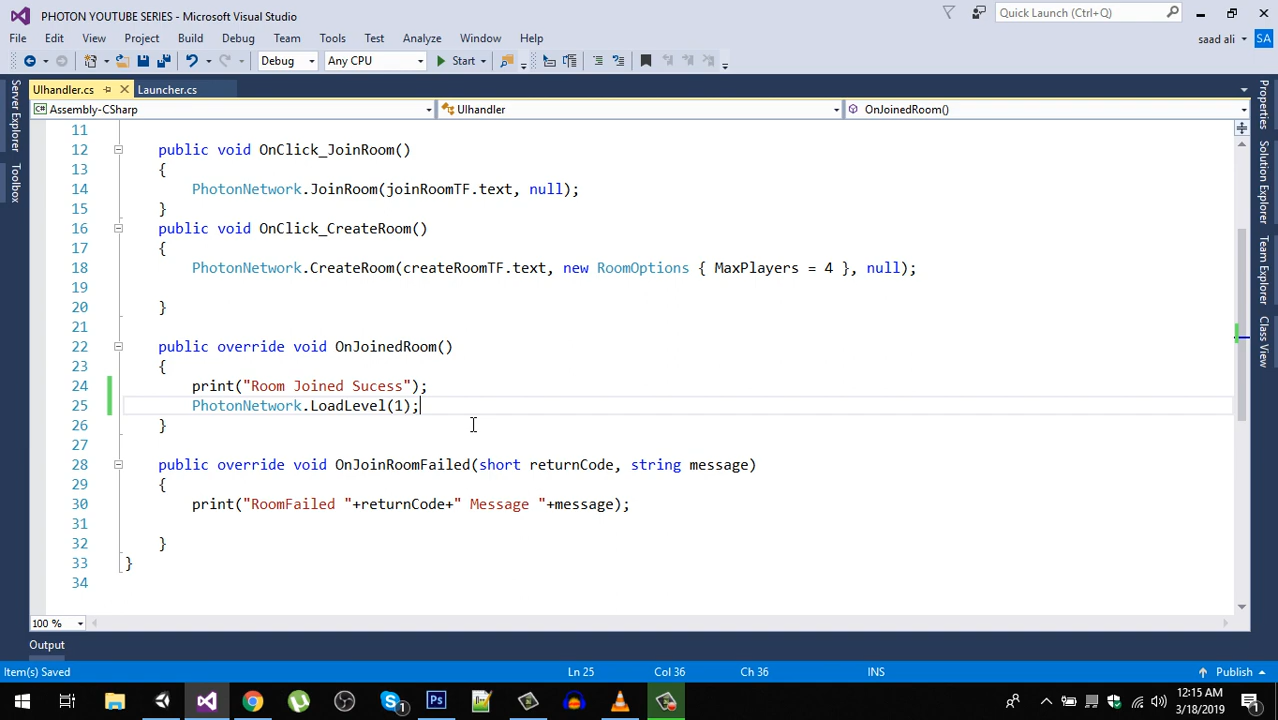 PHOTON YOUTUBE SERIES - Microsoft Visual Studio
Quick Launch (Ctrl+Q)
File Edit View Project Build Debug Team Tools Test Analyze Window Help
saad ali SA
Debug Any CPU Start
UIhandler.cs Launcher.cs
Assembly-CSharp UIhandler OnJoinedRoom()
Server Explorer
Toolbox
Properties
Solution Explorer
Team Explorer
Class View
11
12 public void OnClick_JoinRoom()
13 {
14 PhotonNetwork.JoinRoom(joinRoomTF.text, null);
15 }
16 public void OnClick_CreateRoom()
17 {
18 PhotonNetwork.CreateRoom(createRoomTF.text, new RoomOptions { MaxPlayers = 4 }, null);
19
20 }
21
22 public override void OnJoinedRoom()
23 {
24 print("Room Joined Sucess");
25 PhotonNetwork.LoadLevel(1);
26 }
27
28 public override void OnJoinRoomFailed(short returnCode, string message)
29 {
30 print("RoomFailed "+returnCode+" Message "+message);
31
32 }
33 }
34
100 %
Output
Item(s) Saved Ln 25 Col 36 Ch 36 INS Publish
12:15 AM
3/18/2019